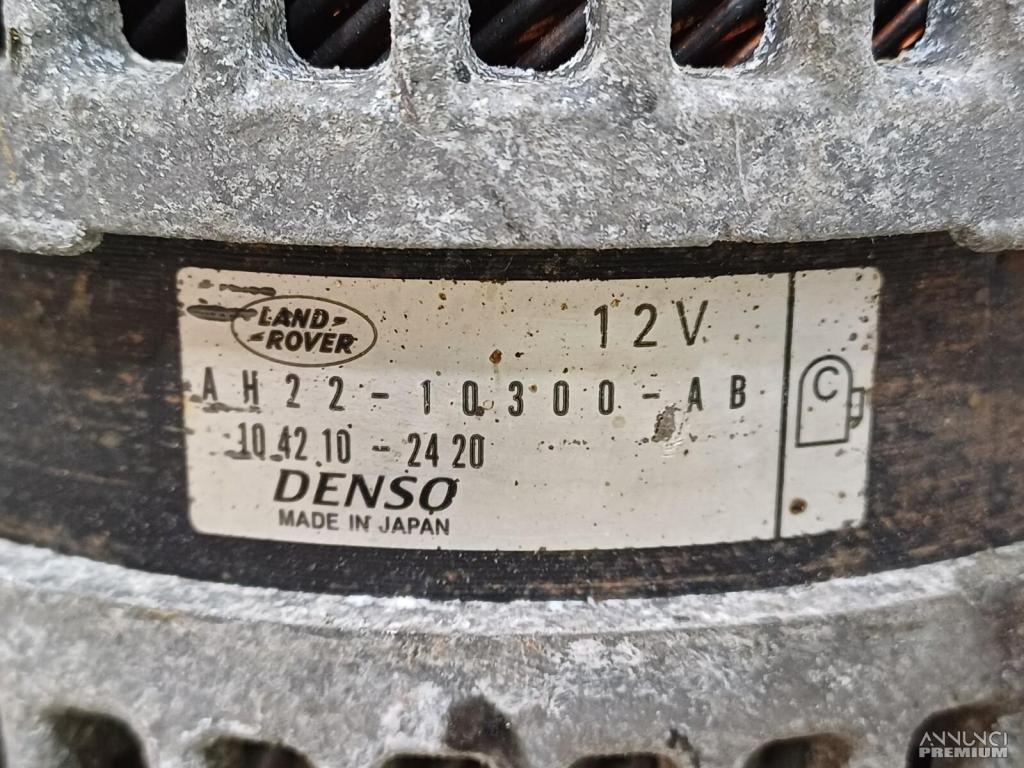 LAND-
-ROVER
12V
AH22-10300-AB
C
104210-2420
DENSO
MADE IN JAPAN
ANNUNCI
PREMIUM